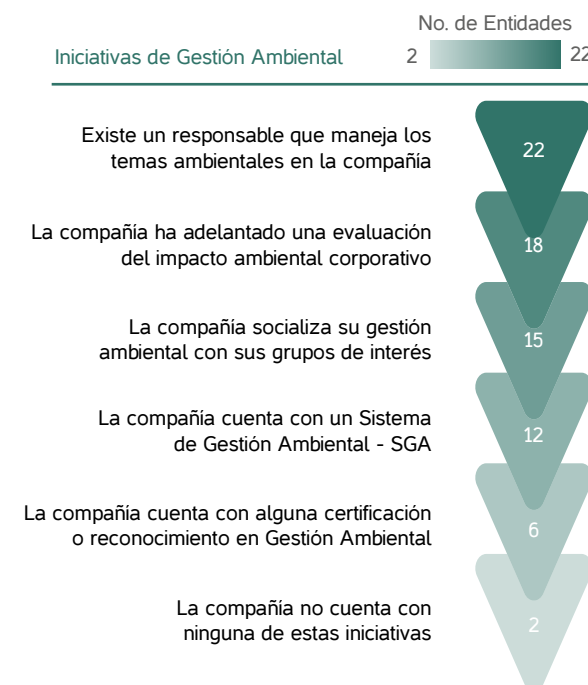 No. de Entidades
Iniciativas de Gestión Ambiental 2 22
Existe un responsable que maneja los
temas ambientales en la compañía
22
La compañía ha adelantado una evaluación
del impacto ambiental corporativo
18
La compañía socializa su gestión
ambiental con sus grupos de interés
15
La compañía cuenta con un Sistema
de Gestión Ambiental - SGA
12
La compañía cuenta con alguna certificación
o reconocimiento en Gestión Ambiental
6
La compañía no cuenta con
ninguna de estas iniciativas
2